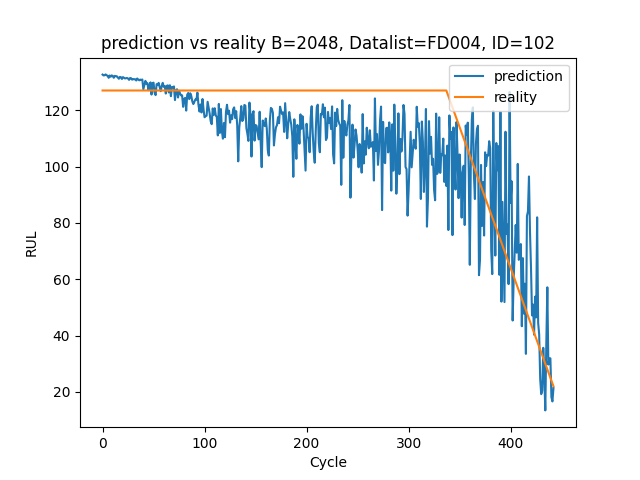 prediction vs reality B=2048, Datalist=FD004, ID=102
prediction
reality
RUL
120
100
80
60
40
20
0 100 200 300 400
Cycle